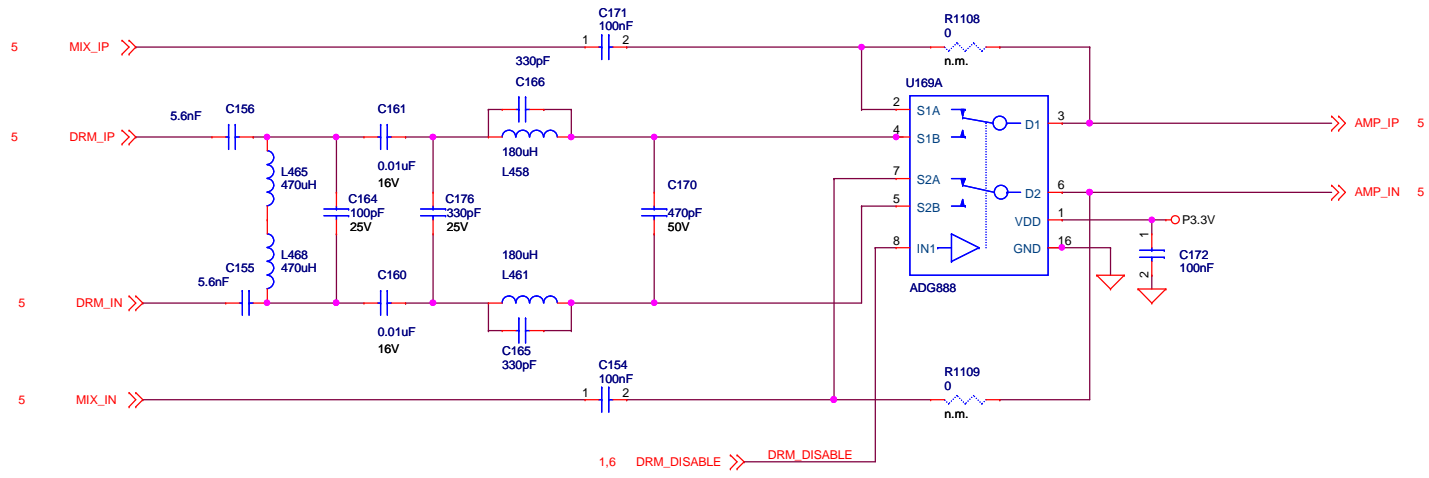 C171
100nF
1 2
5 MIX_IP
R1108
0
n.m.
330pF
C166
U169A
5.6nF C156
C161
5 DRM_IP
0.01uF
16V
180uH
L458
L465
470uH
C164
100pF
25V
C176
330pF
25V
C170
470pF
50V
2 S1A
4 S1B
7 S2A
5 S2B
8 IN1
D1 3
D2 6
VDD 1
GND 16
ADG888
AMP_IP 5
AMP_IN 5
P3.3V
1
C172
100nF
2
L468
470uH
C155
5.6nF
C160
180uH
L461
5 DRM_IN
0.01uF
16V
C165
330pF
C154
100nF
1 2
5 MIX_IN
R1109
0
n.m.
1,6 DRM_DISABLE DRM_DISABLE